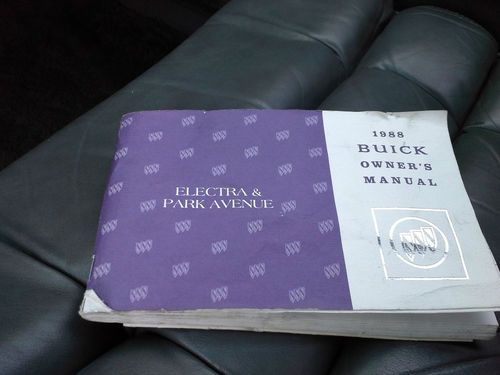 ELECTRA &
PARK AVENUE
1988
BUICK
OWNER'S
MANUAL